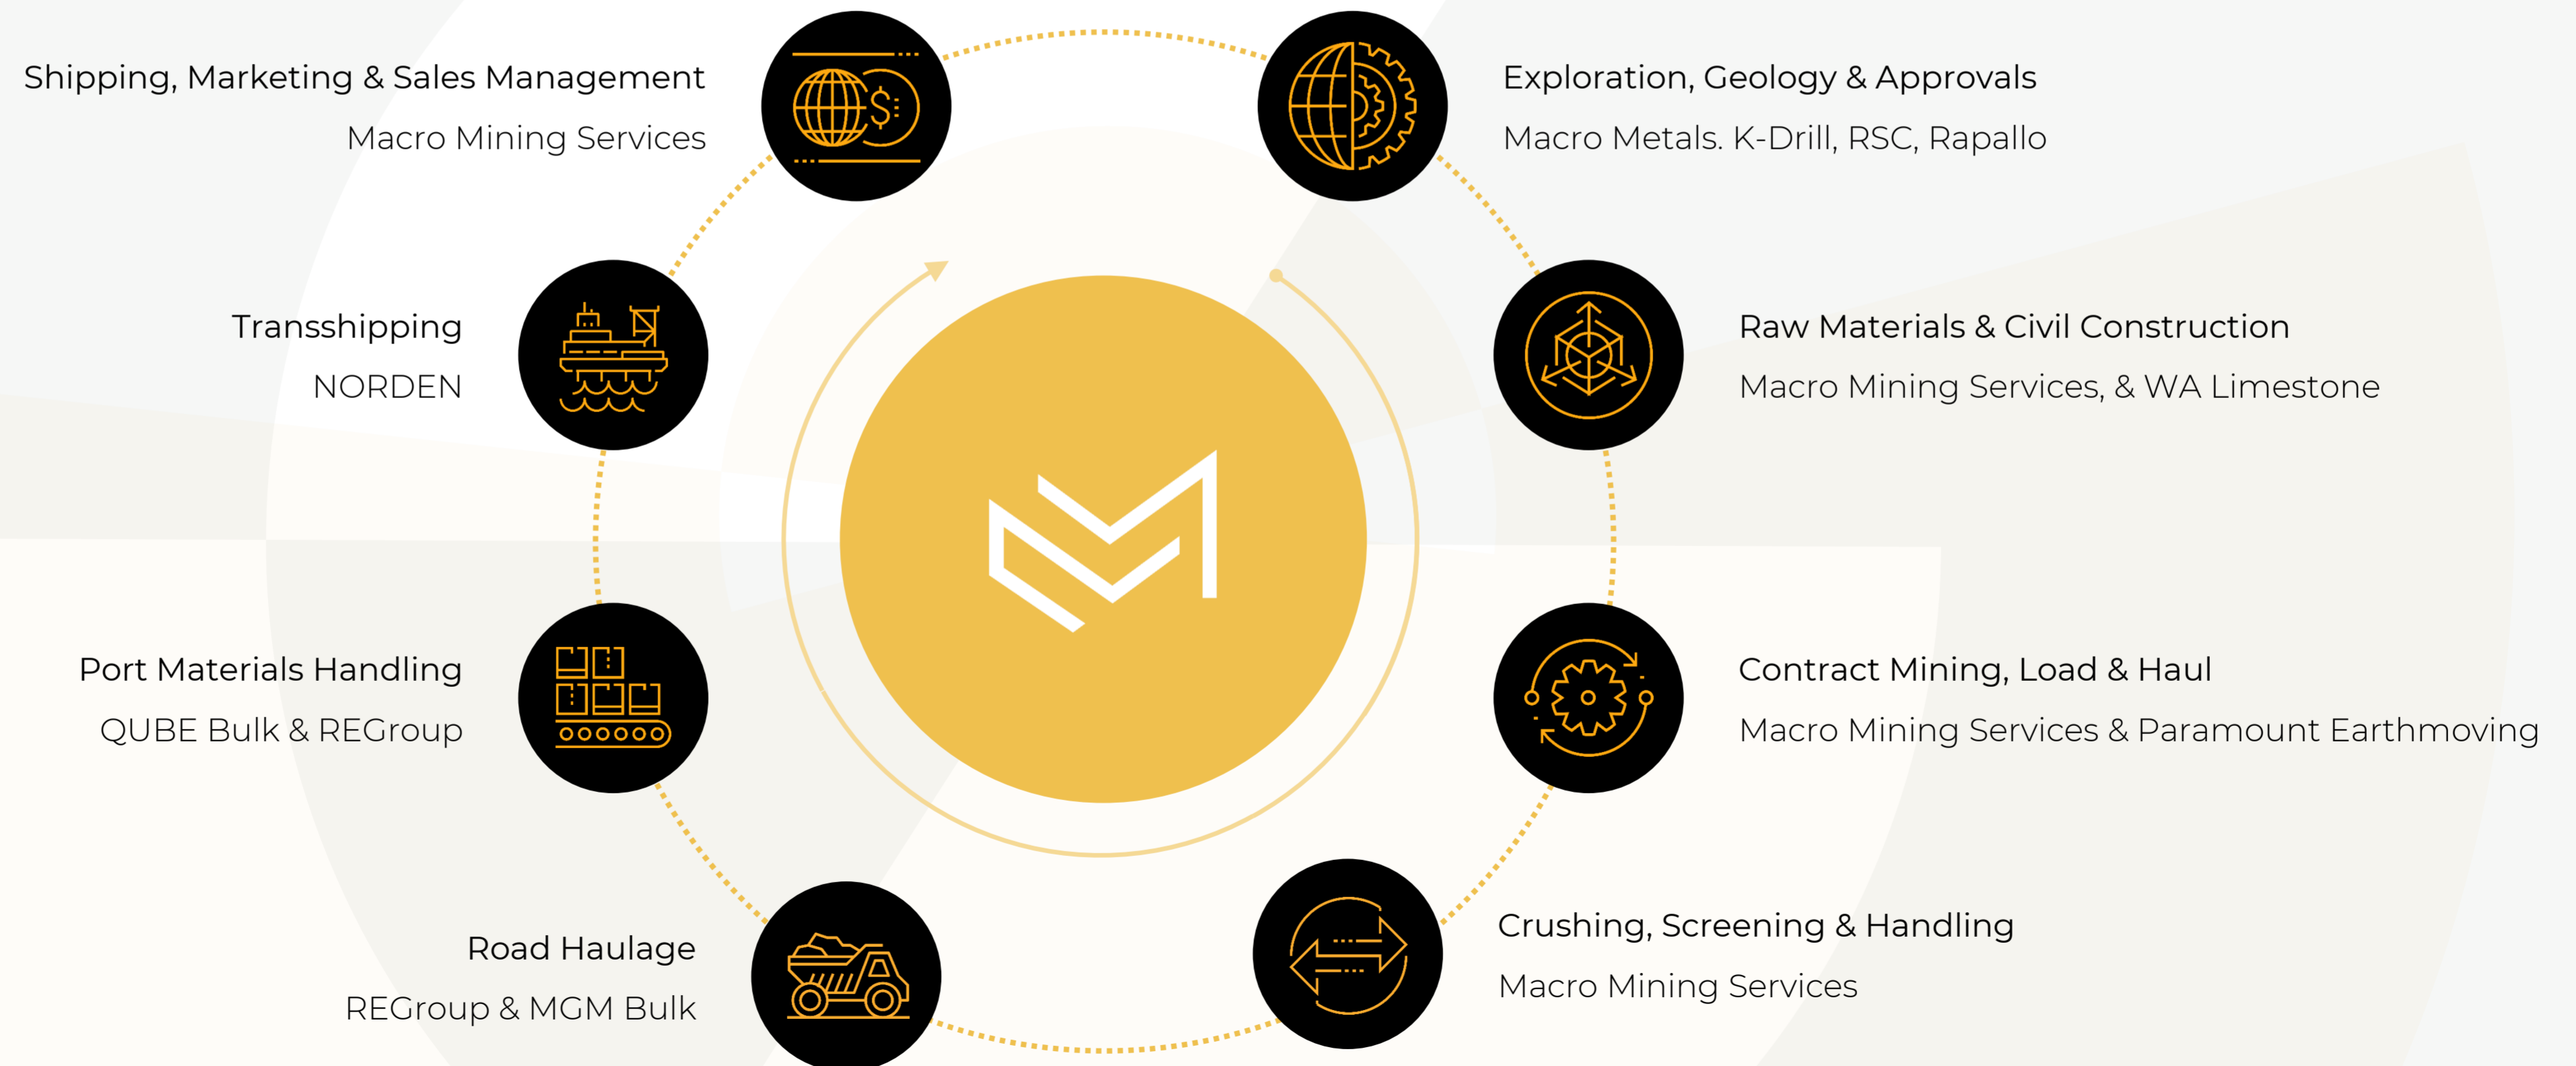 Shipping, Marketing & Sales Management
Macro Mining Services
Exploration, Geology & Approvals
Macro Metals. K-Drill, RSC, Rapallo
Transshipping
NORDEN
Raw Materials & Civil Construction
Macro Mining Services, & WA Limestone
Port Materials Handling
QUBE Bulk & REGroup
Contract Mining, Load & Haul
Macro Mining Services & Paramount Earthmoving
Road Haulage
REGroup & MGM Bulk
Crushing, Screening & Handling
Macro Mining Services